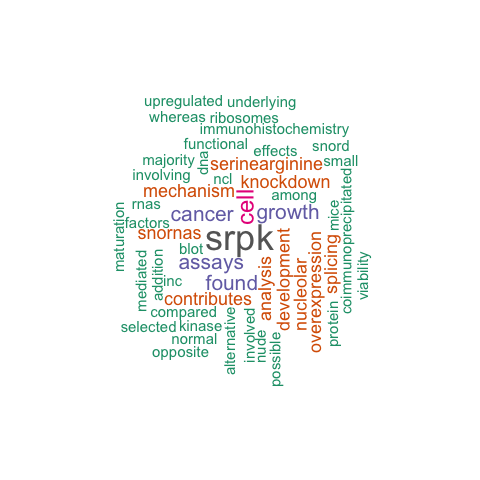 upregulated underlying
whereas ribosomes
immunohistochemistry
functional effects snord
majority dna serinearginine small
involving ncl knockdown
mechanism cell among
rnas cancer growth
factors snornas srpk
maturation blot assays
mediated addition inc found
contributes analysis development nucleolar overexpression splicing mice coimmunoprecipitated viability
compared
selected kinase alternative involved protein
normal nude
opposite possible